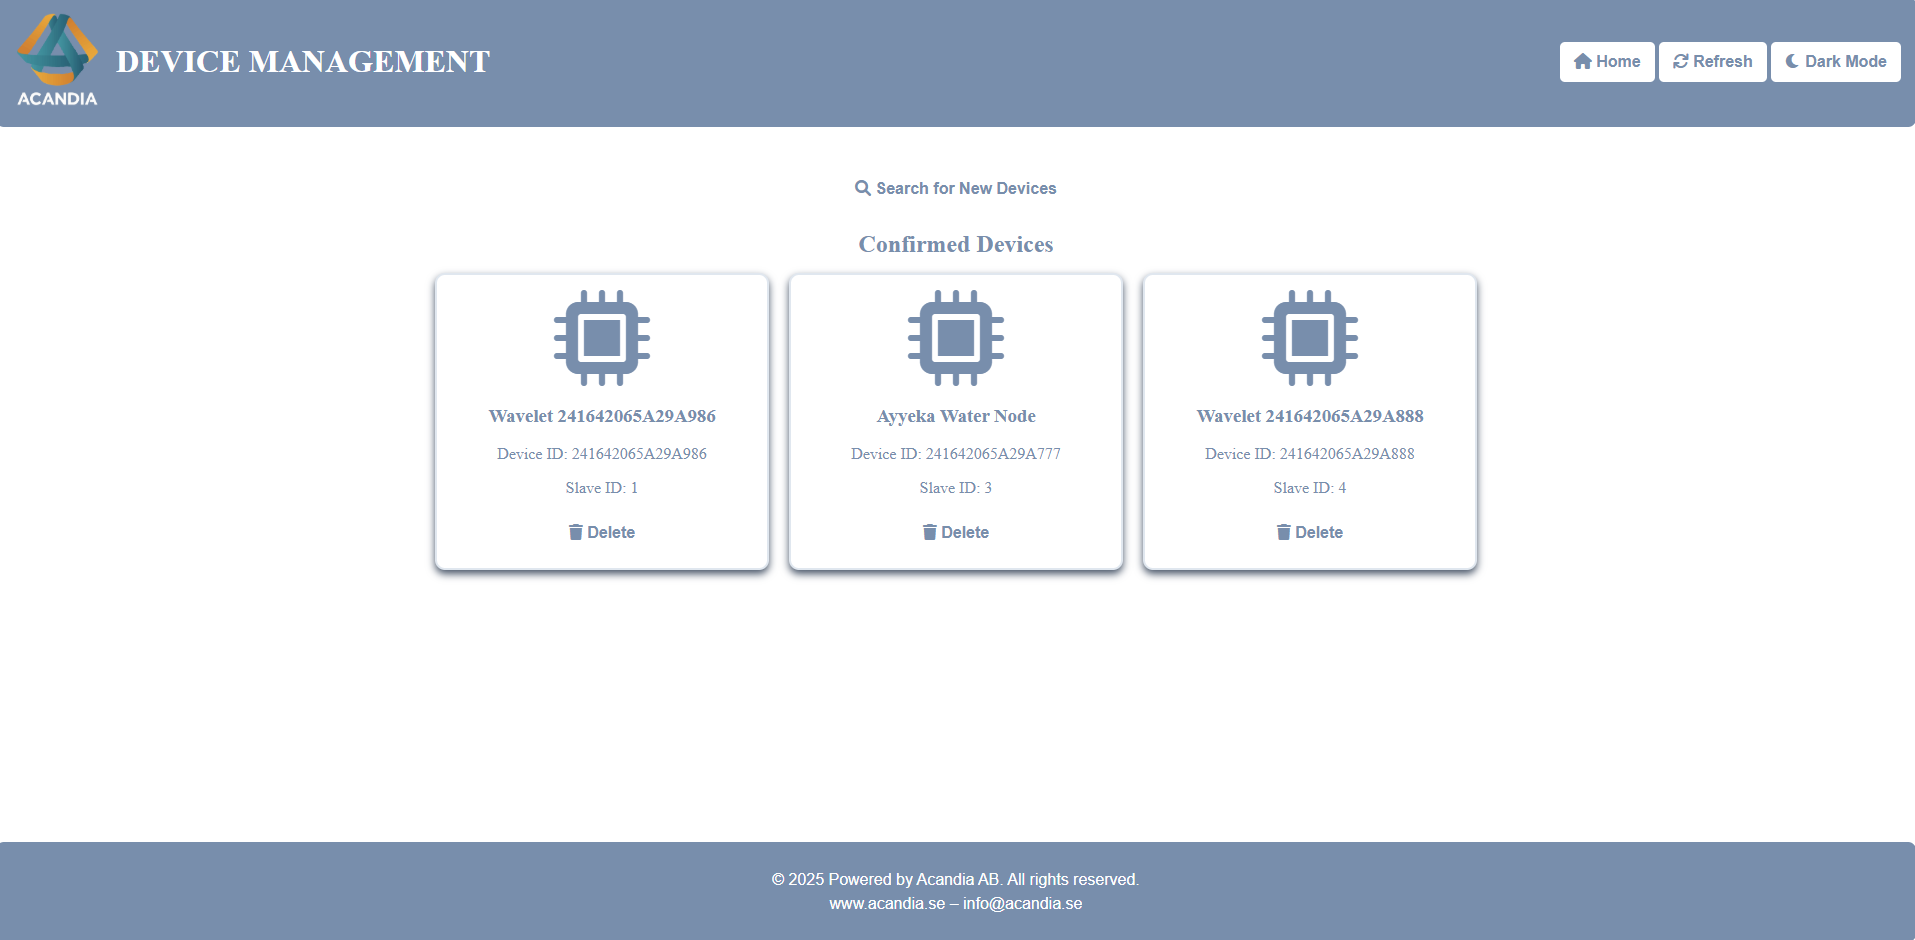 ACANDIA
DEVICE MANAGEMENT
Home
Refresh
Dark Mode
Search for New Devices
Confirmed Devices
Wavelet 241642065A29A986
Device ID: 241642065A29A986
Slave ID: 1
Delete
Ayyeka Water Node
Device ID: 241642065A29A777
Slave ID: 3
Delete
Wavelet 241642065A29A888
Device ID: 241642065A29A888
Slave ID: 4
Delete
© 2025 Powered by Acandia AB. All rights reserved.
www.acandia.se – info@acandia.se